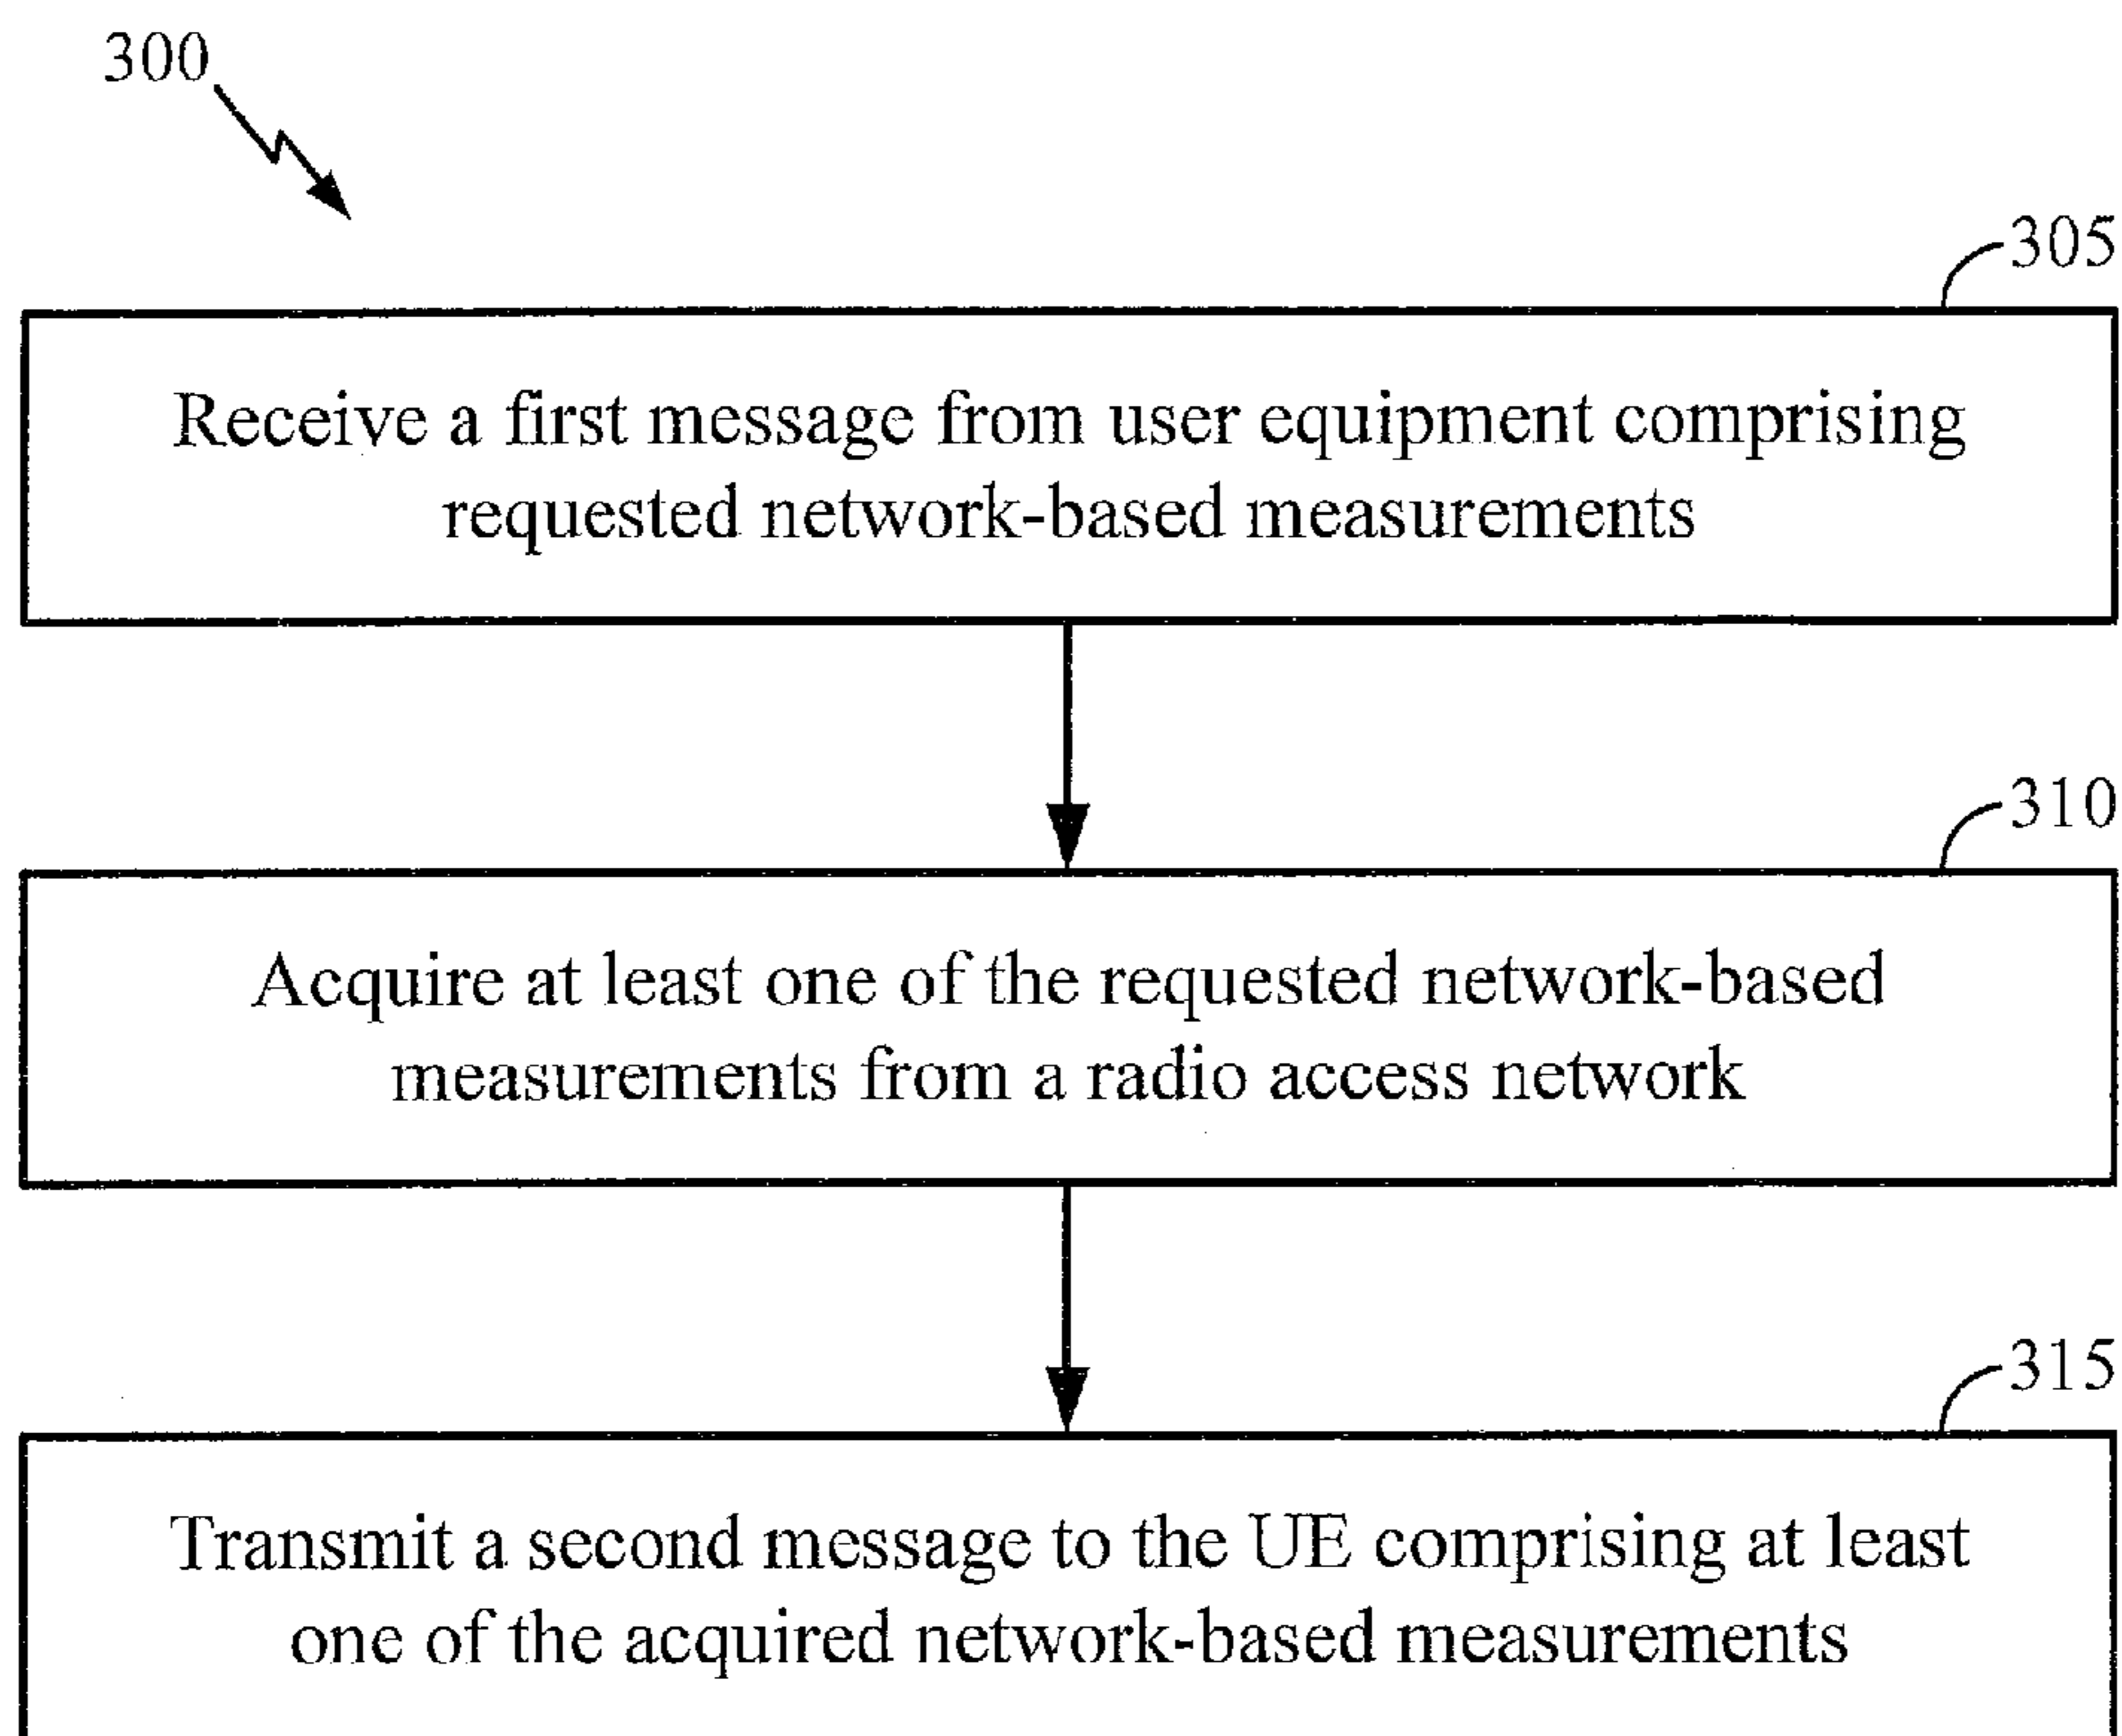 300
305
Receive a first message from user equipment comprising
requested network-based measurements
310
Acquire at least one of the requested network-based
measurements from a radio access network
315
Transmit a second message to the UE comprising at least
one of the acquired network-based measurements